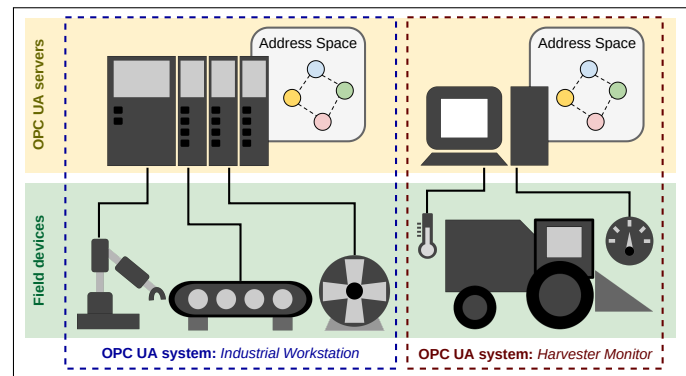 OPC UA servers
Address Space
Address Space
Field devices
OPC UA system: Industrial Workstation
OPC UA system: Harvester Monitor